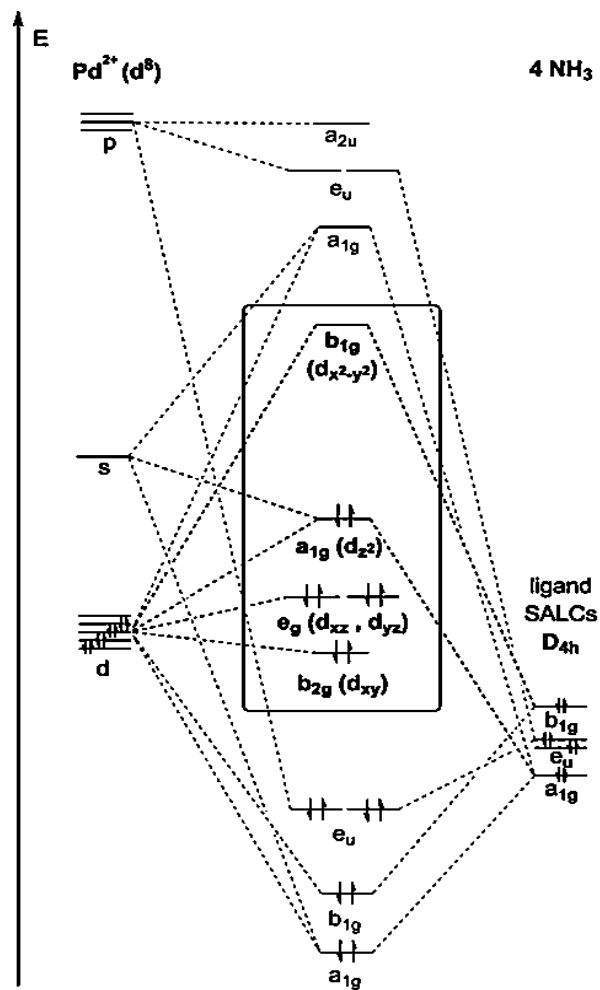 E
Pd²⁺ (d⁸)
4 NH₃
p
a₂ᵤ
eᵤ
a₁g
b₁g
(dx²-y²)
s
a₁g (dz²)
eg (dxz , dyz)
b₂g (dxy)
d
ligand
SALCs
D₄h
b₁g
eᵤ
a₁g
eᵤ
b₁g
a₁g